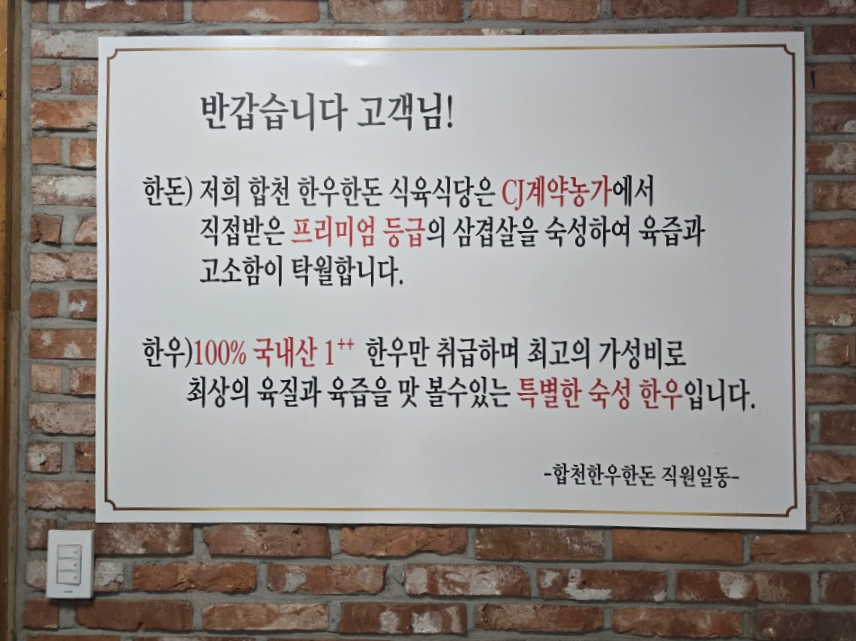 반갑습니다 고객님!
한돈) 저희 합천 한우한돈 식육식당은 CJ계약농가에서
직접받은 프리미엄 등급의 삼겹살을 숙성하여 육즙과
고소함이 탁월합니다.
한우)100% 국내산 1++ 한우만 취급하며 최고의 가성비로
최상의 육질과 육즙을 맛 볼수있는 특별한 숙성 한우입니다.
-합천한우한돈 직원일동-